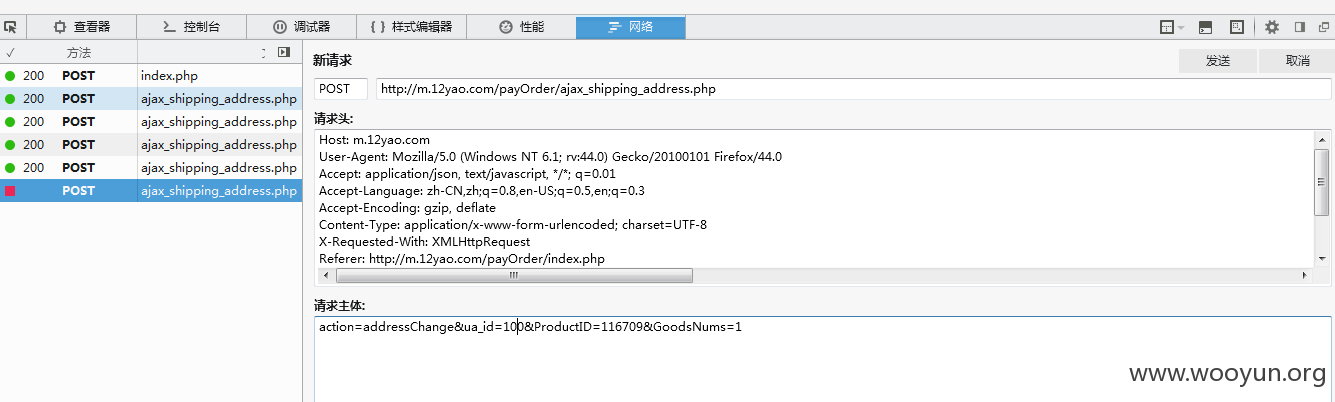 查看器 控制台 调试器 样式编辑器 性能 网络
✓ 方法
新请求 发送 取消
200 POST index.php
POST http://m.12yao.com/payOrder/ajax_shipping_address.php
200 POST ajax_shipping_address.php
200 POST ajax_shipping_address.php
200 POST ajax_shipping_address.php
200 POST ajax_shipping_address.php
POST ajax_shipping_address.php
请求头:
Host: m.12yao.com
User-Agent: Mozilla/5.0 (Windows NT 6.1; rv:44.0) Gecko/20100101 Firefox/44.0
Accept: application/json, text/javascript, */*; q=0.01
Accept-Language: zh-CN,zh;q=0.8,en-US;q=0.5,en;q=0.3
Accept-Encoding: gzip, deflate
Content-Type: application/x-www-form-urlencoded; charset=UTF-8
X-Requested-With: XMLHttpRequest
Referer: http://m.12yao.com/payOrder/index.php
请求主体:
action=addressChange&ua_id=100&ProductID=116709&GoodsNums=1
www.wooyun.org